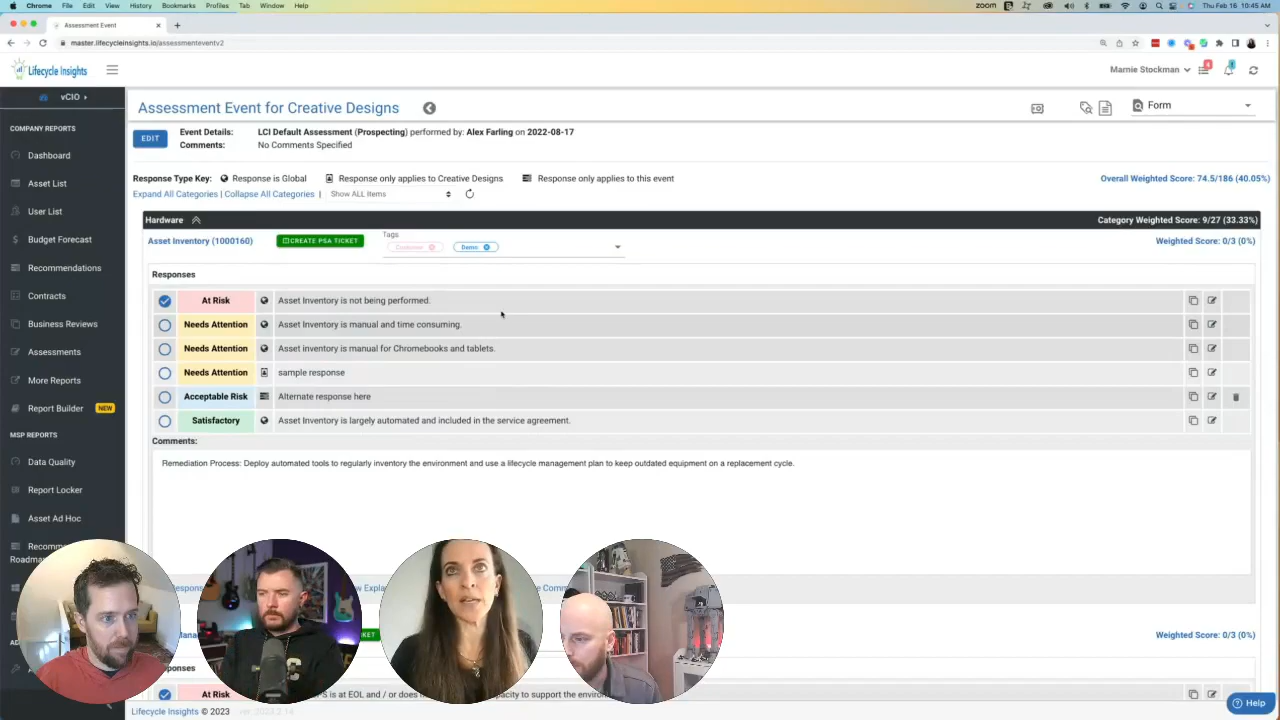 Chrome File Edit View History Bookmarks Profiles Tab Window Help zoom Thu Feb 16 10:45 AM
Assessment Event
master.lifecycleinsights.io/assessmenteventv2
Lifecycle Insights Marnie Stockman
vCIO
Assessment Event for Creative Designs Form
EDIT Event Details: LCI Default Assessment (Prospecting) performed by: Alex Farling on 2022-08-17
Comments: No Comments Specified
COMPANY REPORTS
Dashboard
Asset List
User List
Budget Forecast
Recommendations
Contracts
Business Reviews
Assessments
More Reports
Report Builder NEW
MSP REPORTS
Data Quality
Report Locker
Asset Ad Hoc
Response Type Key: Response is Global Response only applies to Creative Designs Response only applies to this event
Expand All Categories | Collapse All Categories | Show ALL Items Overall Weighted Score: 74.5/186 (40.05%)
Hardware Category Weighted Score: 9/27 (33.33%)
Asset Inventory (1000160) CREATE PSA TICKET Tags Customer Demo Weighted Score: 0/3 (0%)
Responses
At Risk Asset Inventory is not being performed.
Needs Attention Asset Inventory is manual and time consuming.
Needs Attention Asset inventory is manual for Chromebooks and tablets.
Needs Attention sample response
Acceptable Risk Alternate response here
Satisfactory Asset Inventory is largely automated and included in the service agreement.
Comments:
Remediation Process: Deploy automated tools to regularly inventory the environment and use a lifecycle management plan to keep outdated equipment on a replacement cycle.
Weighted Score: 0/3 (0%)
At Risk is at EOL and / or does
Help
Lifecycle Insights © 2023